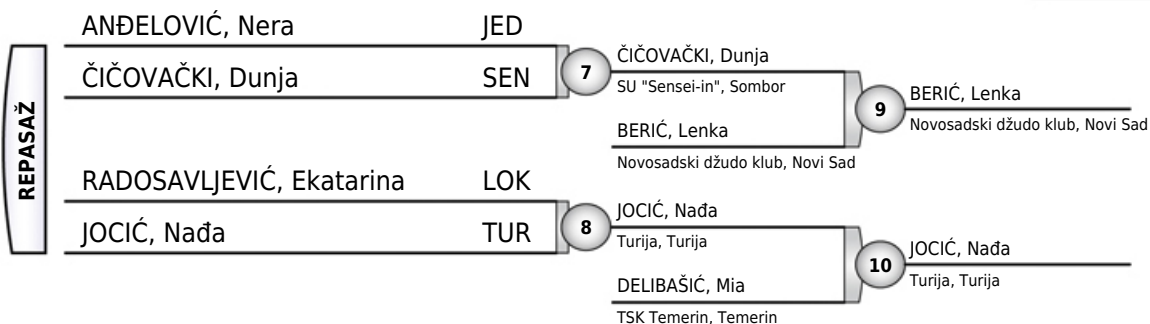 REPASAŽ
ANĐELOVIĆ, Nera JED
ČIČOVAČKI, Dunja SEN
7
ČIČOVAČKI, Dunja
SU "Sensei-in", Sombor
BERIĆ, Lenka
Novosadski džudo klub, Novi Sad
9
BERIĆ, Lenka
Novosadski džudo klub, Novi Sad
RADOSAVLJEVIĆ, Ekatarina LOK
JOCIĆ, Nađa TUR
8
JOCIĆ, Nađa
Turija, Turija
DELIBAŠIĆ, Mia
TSK Temerin, Temerin
10
JOCIĆ, Nađa
Turija, Turija